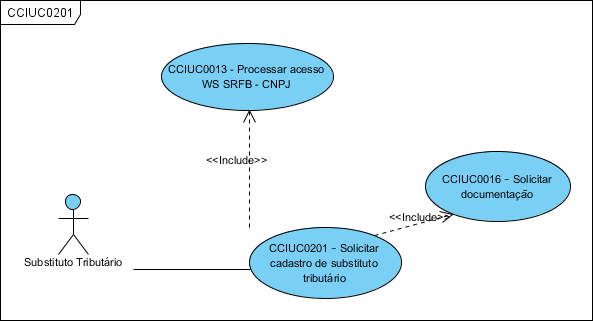 CCIUC0201
CCIUC0013 - Processar acesso
WS SRFB - CNPJ
<<Include>>
CCIUC0016 – Solicitar
documentação
<<Include>>
CCIUC0201 – Solicitar
cadastro de substituto
tributário
Substituto Tributário